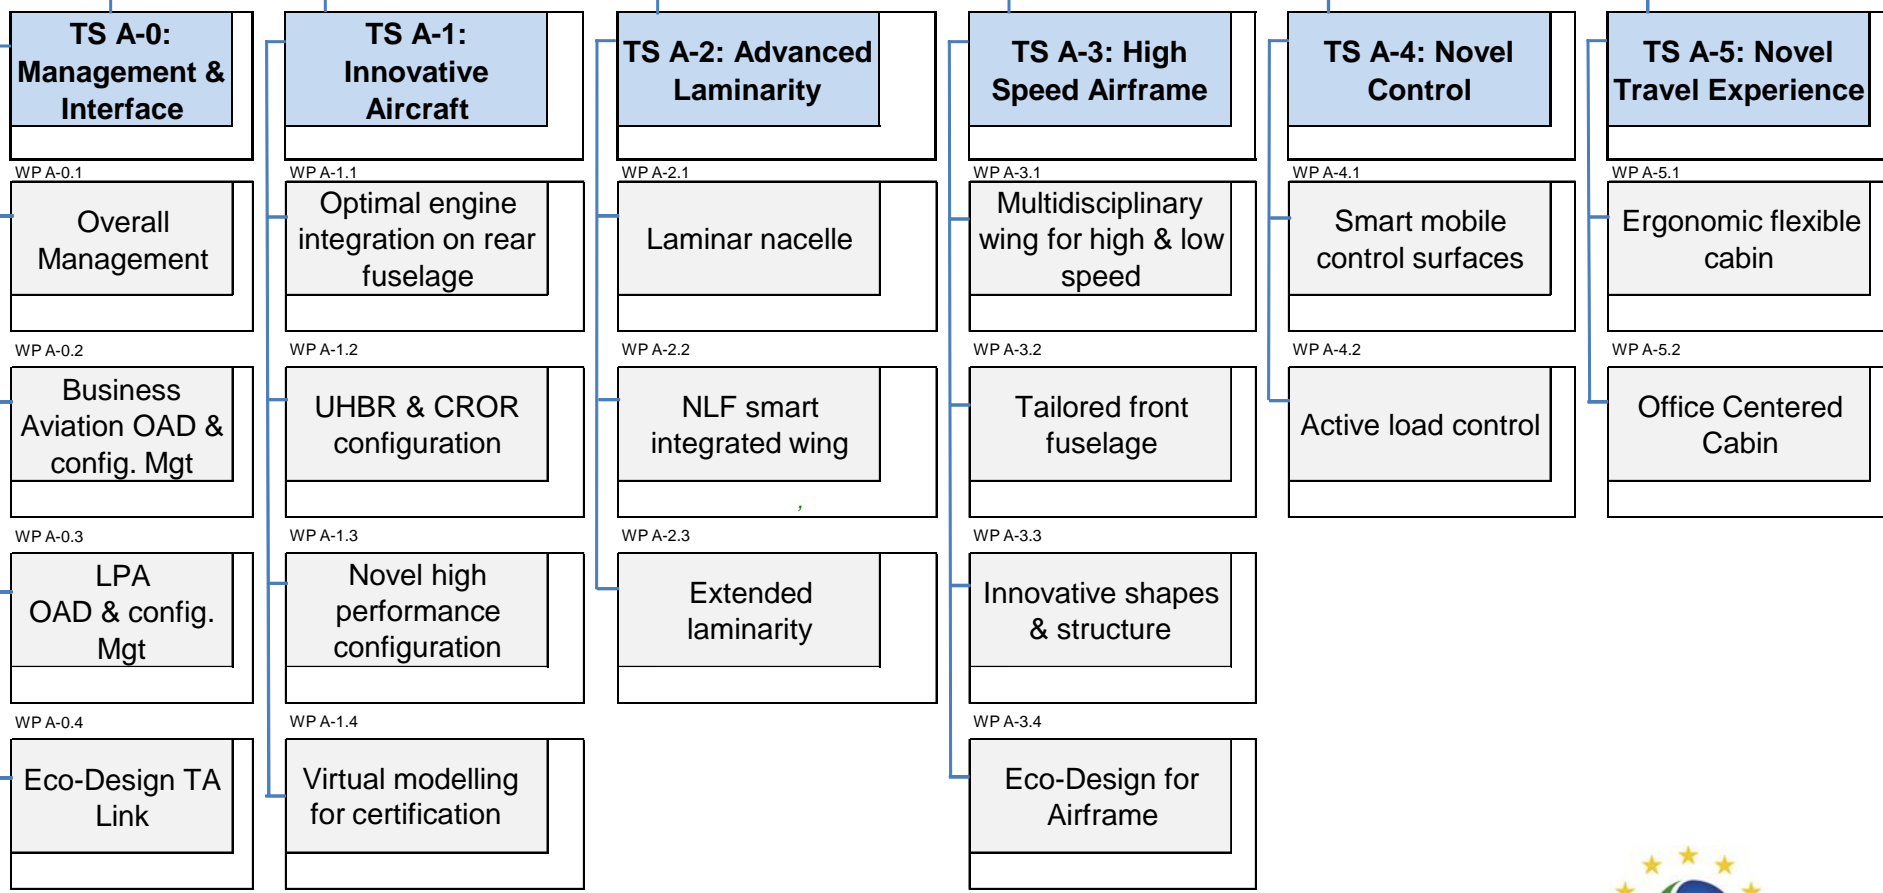 TS A-0:
Management &
Interface
WP A-0.1
Overall
Management
WP A-0.2
Business
Aviation OAD &
config. Mgt
WP A-0.3
LPA
OAD & config.
Mgt
WP A-0.4
Eco-Design TA
Link
TS A-1:
Innovative
Aircraft
WP A-1.1
Optimal engine
integration on rear
fuselage
WP A-1.2
UHBR & CROR
configuration
WP A-1.3
Novel high
performance
configuration
WP A-1.4
Virtual modelling
for certification
TS A-2: Advanced
Laminarity
WP A-2.1
Laminar nacelle
WP A-2.2
NLF smart
integrated wing
,
WP A-2.3
Extended
laminarity
TS A-3: High
Speed Airframe
WP A-3.1
Multidisciplinary
wing for high & low
speed
WP A-3.2
Tailored front
fuselage
WP A-3.3
Innovative shapes
& structure
WP A-3.4
Eco-Design for
Airframe
TS A-4: Novel
Control
WP A-4.1
Smart mobile
control surfaces
WP A-4.2
Active load control
TS A-5: Novel
Travel Experience
WP A-5.1
Ergonomic flexible
cabin
WP A-5.2
Office Centered
Cabin